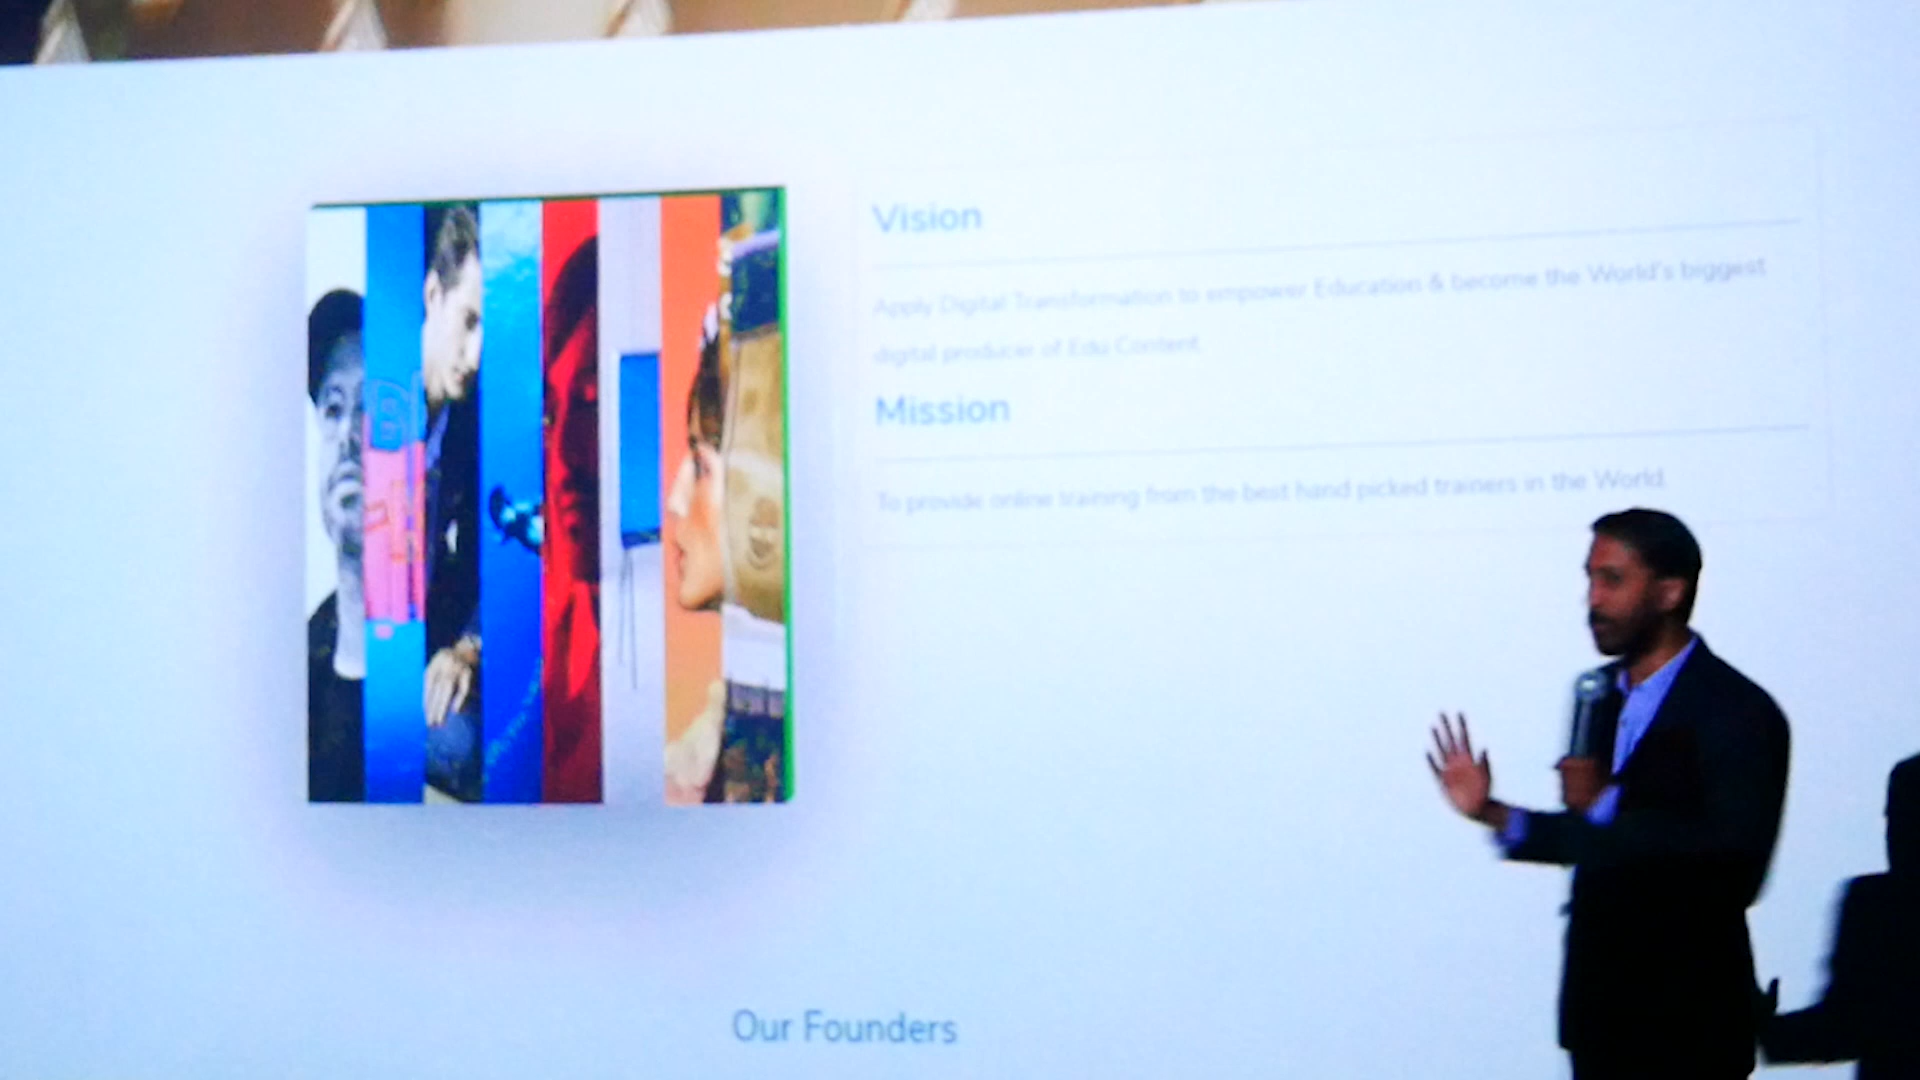 Vision
Apply Digital Transformation to empower Education & become the World's biggest
digital producer of Edu Content
Mission
To provide online training from the best hand picked trainers in the World.
Our Founders